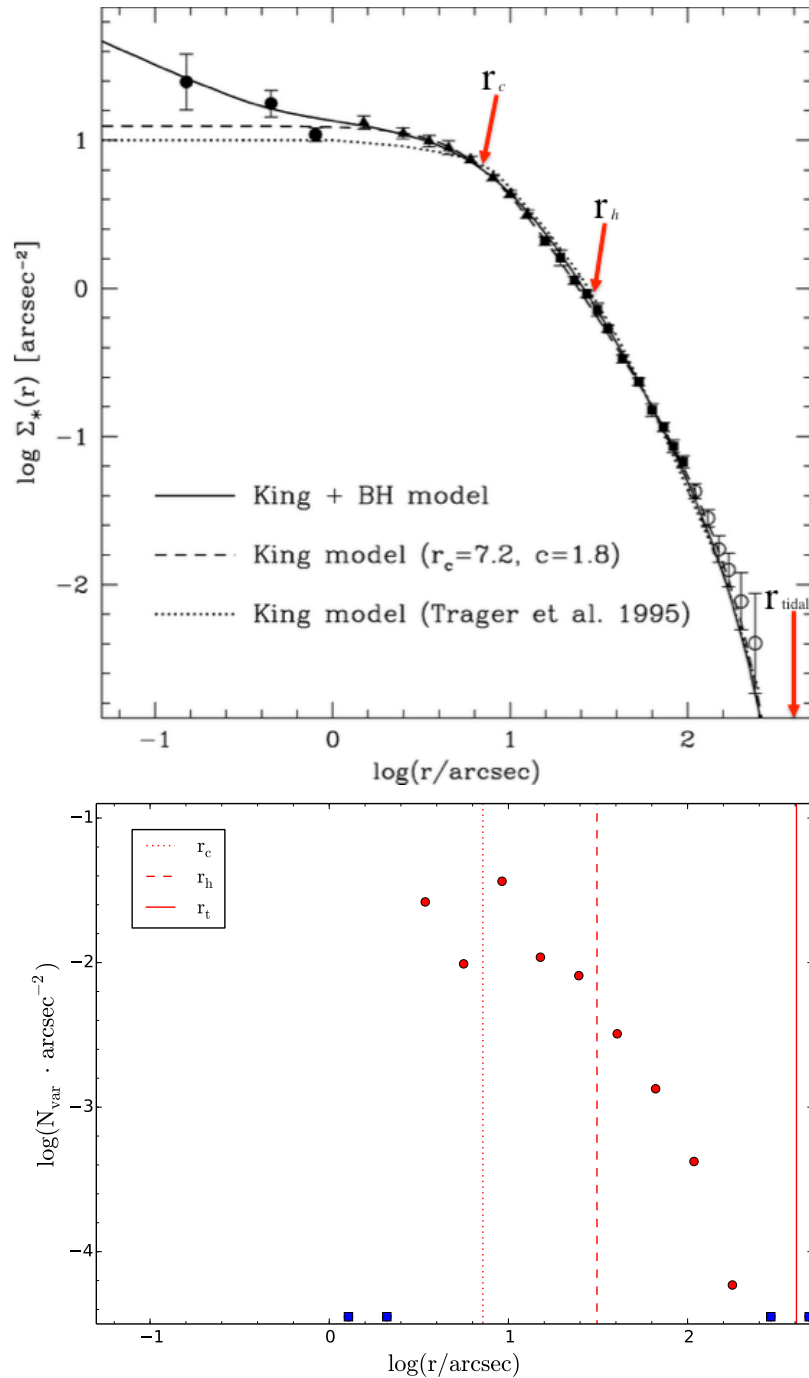 r_c
r_h
1
0
−1
−2
log Σ_*(r) [arcsec⁻²]
King + BH model
King model (r_c=7.2, c=1.8)
King model (Trager et al. 1995)
r_tidal
−1 0 1 2
log(r/arcsec)
−1
−2
−3
−4
log(N_var · arcsec⁻²)
r_c
r_h
r_t
−1 0 1 2
log(r/arcsec)